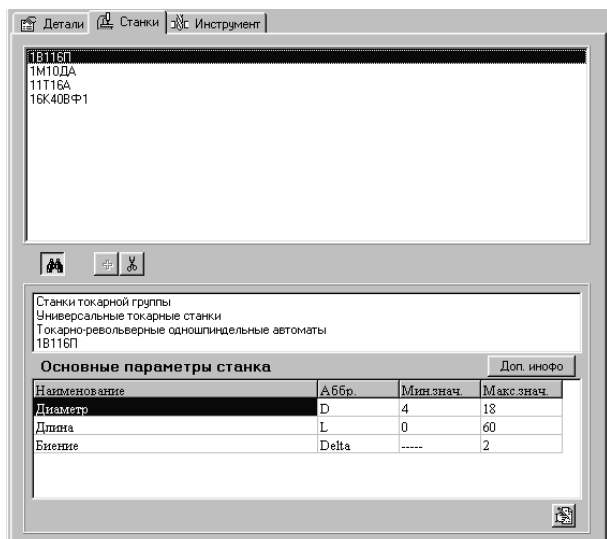 Детали Станки Инструмент
1В116П
1М10ДА
11Т16А
16К40ВФ1
Станки токарной группы
Универсальные токарные станки
Токарно-револьверные одношпиндельные автоматы
1В116П
Основные параметры станка Доп. инофо
Наименование Аббр. Мин.знач. Макс.знач.
Диаметр D 4 18
Длина L 0 60
Биение Delta ----- 2